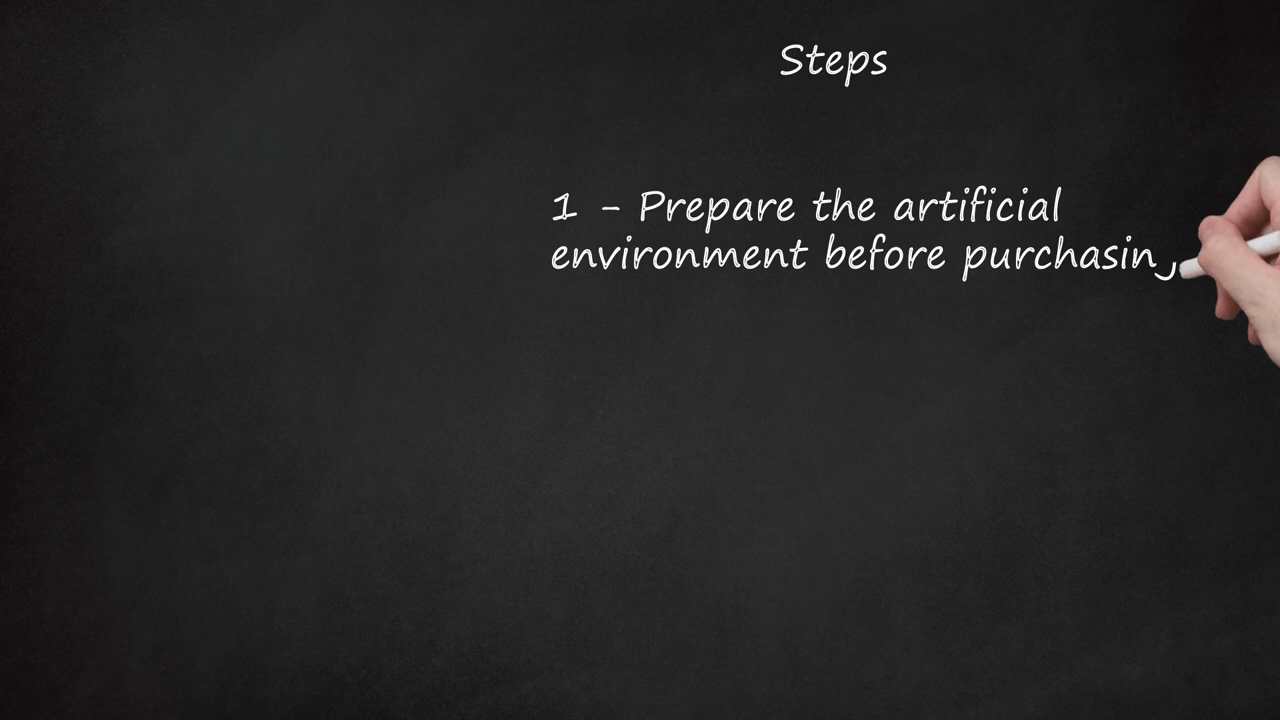 Steps
1 - Prepare the artificial
environment before purchasin